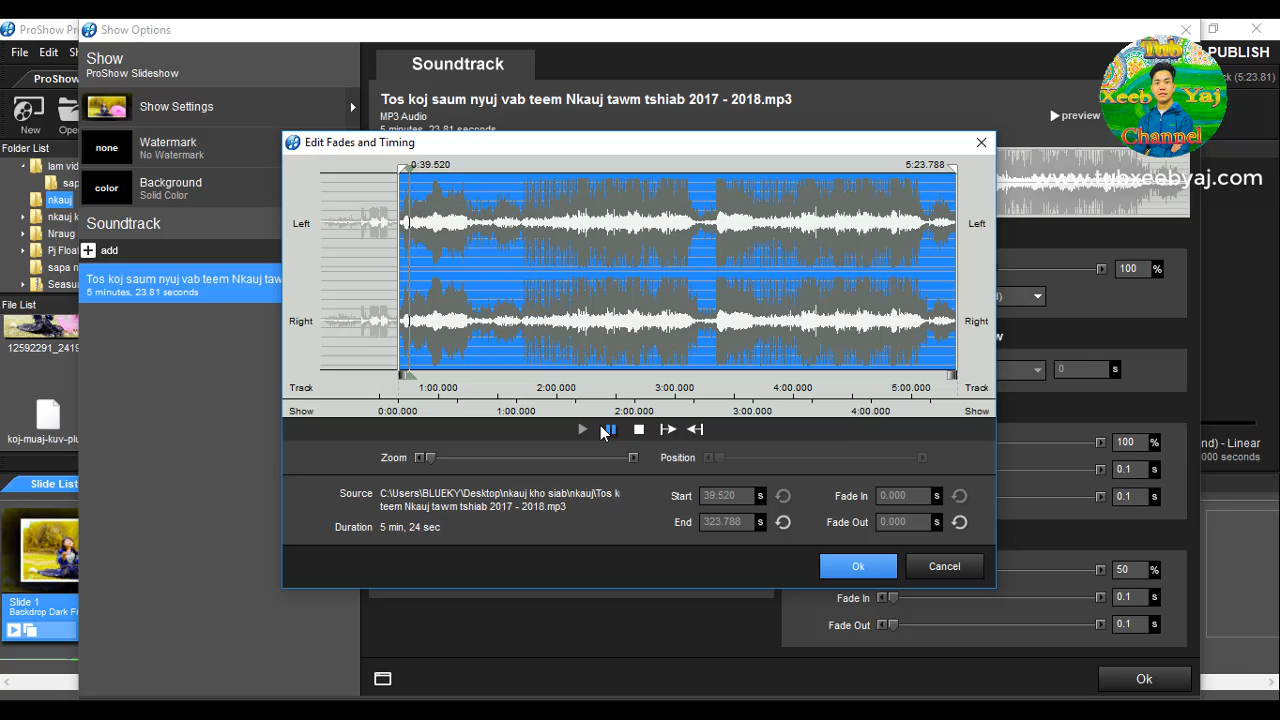 ProShow Pr
Show Options
File Edit Sh
PUBLISH
Show
ProShow Slideshow
ProShow
Soundtrack
k (5:23.81)
Tub
Xeeb Yaj
Channel
www.tubxeebyaj.com
New Open
Show Settings
Tos koj saum nyuj vab teem Nkauj tawm tshiab 2017 - 2018.mp3
MP3 Audio
5 minutes, 23.81 seconds
preview
none
Watermark
No Watermark
Folder List
lam vid
sap
nkauj
nkauj k
Nraug
Pj Float
sapa n
Season
color
Background
Solid Color
Soundtrack
add
Tos koj saum nyuj vab teem Nkauj taw
5 minutes, 23.81 seconds
File List
12592291_2419
koj-muaj-kuv-plu
Slide List
Slide 1
Backdrop Dark Fr
Edit Fades and Timing
0:39.520 5:23.788
Left Left
Right Right
Track 1:00.000 2:00.000 3:00.000 4:00.000 5:00.000 Track
Show 0:00.000 1:00.000 2:00.000 3:00.000 4:00.000 Show
Zoom Position
Source C:\Users\BLUEKY\Desktop\nkauj kho siab\nkauj\Tos k
teem Nkauj tawm tshiab 2017 - 2018.mp3
Duration 5 min, 24 sec
Start 39.520 s Fade In 0.000 s
End 323.788 s Fade Out 0.000 s
Ok Cancel
100 %
w
0 s
100 %
0.1 s
0.1 s
nd) - Linear
000 seconds
50 %
Fade In 0.1 s
Fade Out 0.1 s
Ok